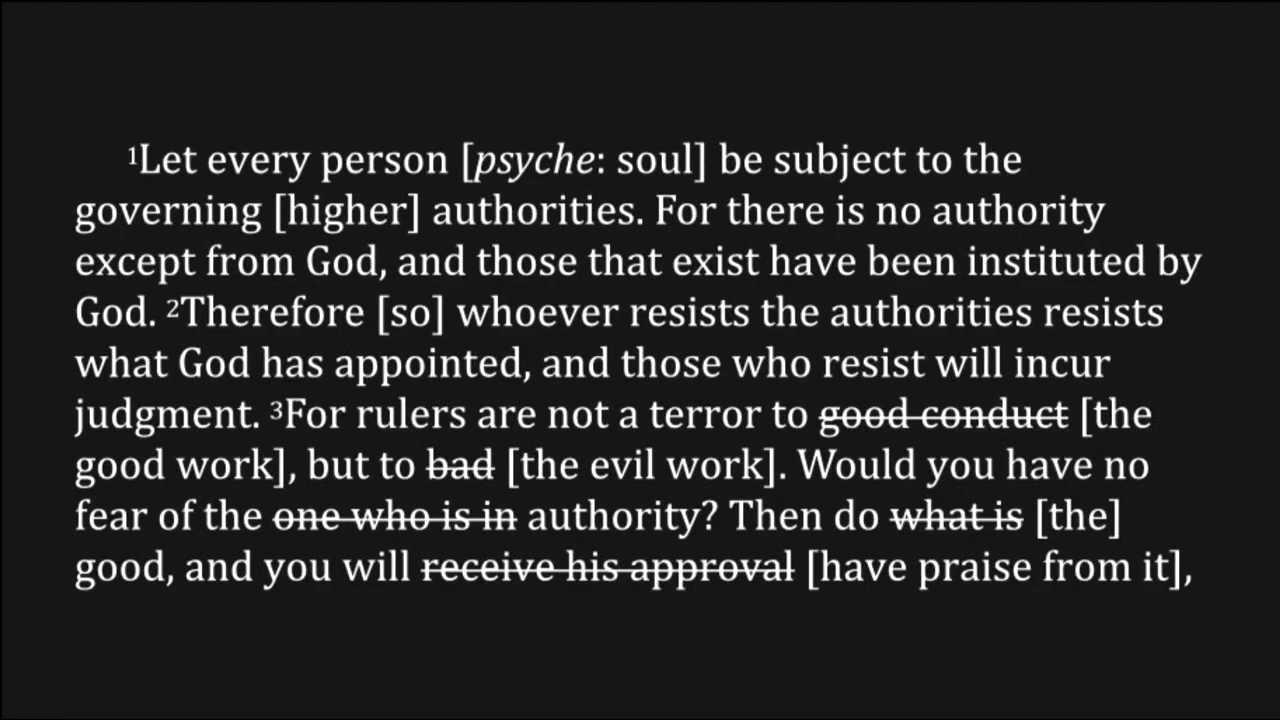 ¹Let every person [psyche: soul] be subject to the
governing [higher] authorities. For there is no authority
except from God, and those that exist have been instituted by
God. ²Therefore [so] whoever resists the authorities resists
what God has appointed, and those who resist will incur
judgment. ³For rulers are not a terror to good conduct [the
good work], but to bad [the evil work]. Would you have no
fear of the one who is in authority? Then do what is [the]
good, and you will receive his approval [have praise from it],